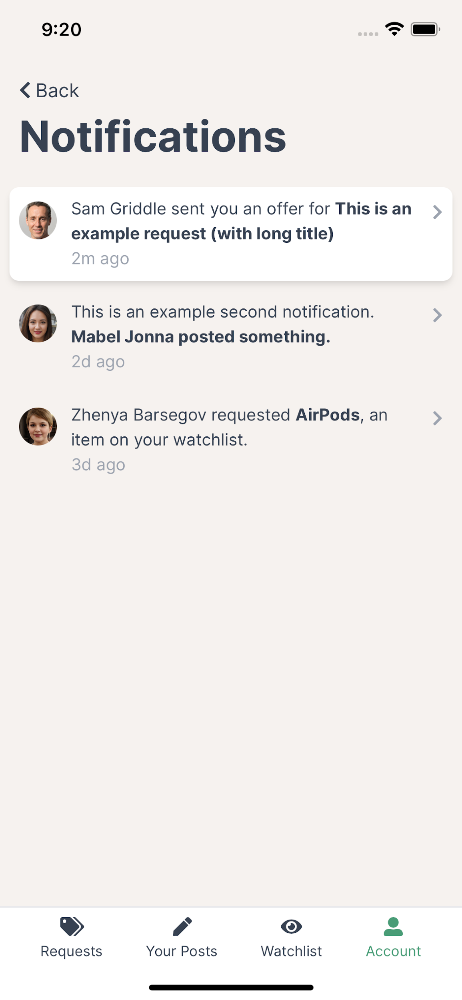 9:20
Back
Notifications
Sam Griddle sent you an offer for This is an
example request (with long title)
2m ago
This is an example second notification.
Mabel Jonna posted something.
2d ago
Zhenya Barsegov requested AirPods, an
item on your watchlist.
3d ago
Requests
Your Posts
Watchlist
Account